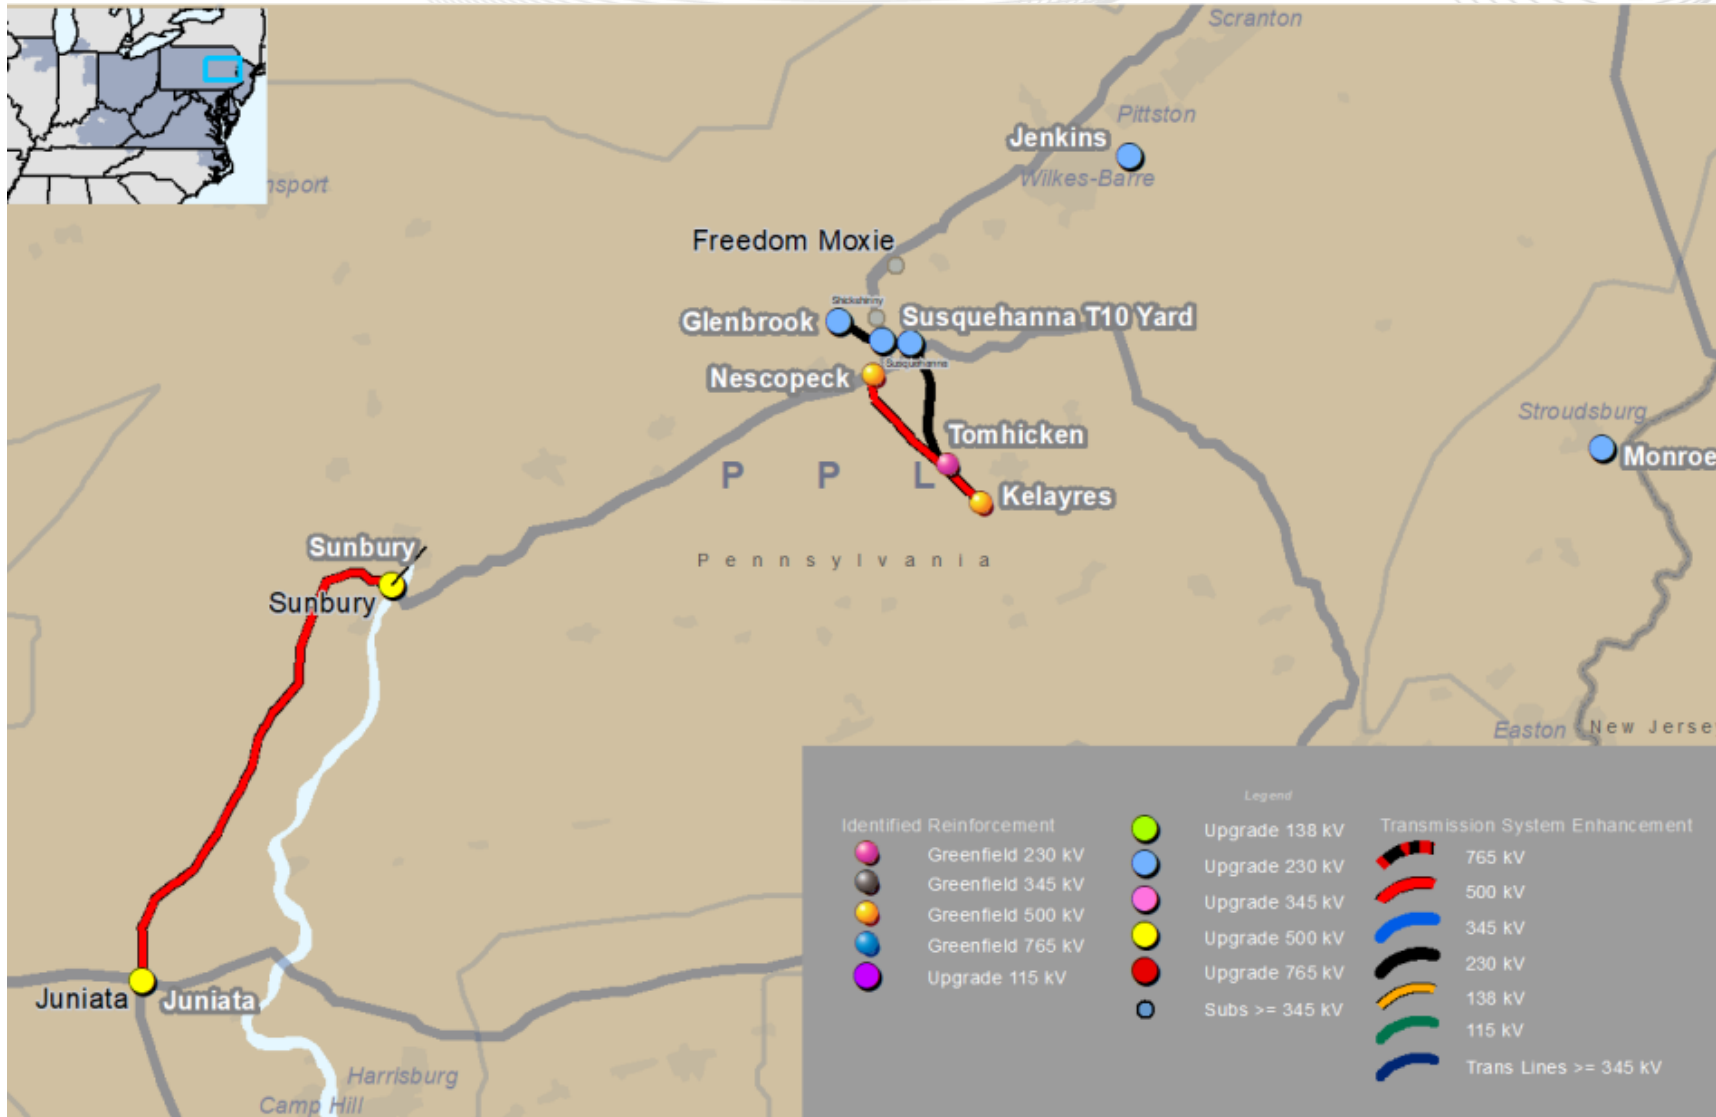 Scranton
Pittston
Jenkins
Wilkes-Barre
nsport
Freedom Moxie
Shickshinny
Glenbrook
Susquehanna T10 Yard
Susquehanna
Nescopeck
Stroudsburg
Tomhicken
Monroe
P P L
Kelayres
Sunbury
Pennsylvania
Sunbury
Easton
New Jerse
Juniata
Juniata
Harrisburg
Camp Hill
Legend
Identified Reinforcement
Greenfield 230 kV
Greenfield 345 kV
Greenfield 500 kV
Greenfield 765 kV
Upgrade 115 kV
Upgrade 138 kV
Upgrade 230 kV
Upgrade 345 kV
Upgrade 500 kV
Upgrade 765 kV
Subs >= 345 kV
Transmission System Enhancement
765 kV
500 kV
345 kV
230 kV
138 kV
115 kV
Trans Lines >= 345 kV